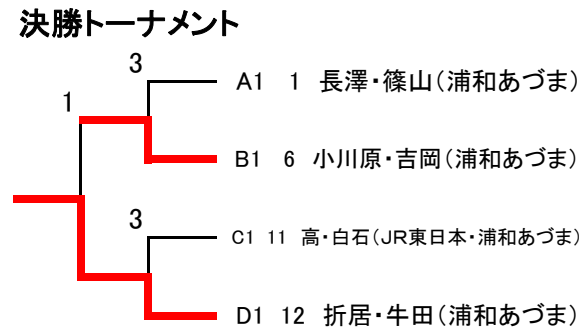 決勝トーナメント
3
A1 1 長澤・篠山(浦和あづま)
1
B1 6 小川原・吉岡(浦和あづま)
3
C1 11 高・白石(JR東日本・浦和あづま)
D1 12 折居・牛田(浦和あづま)